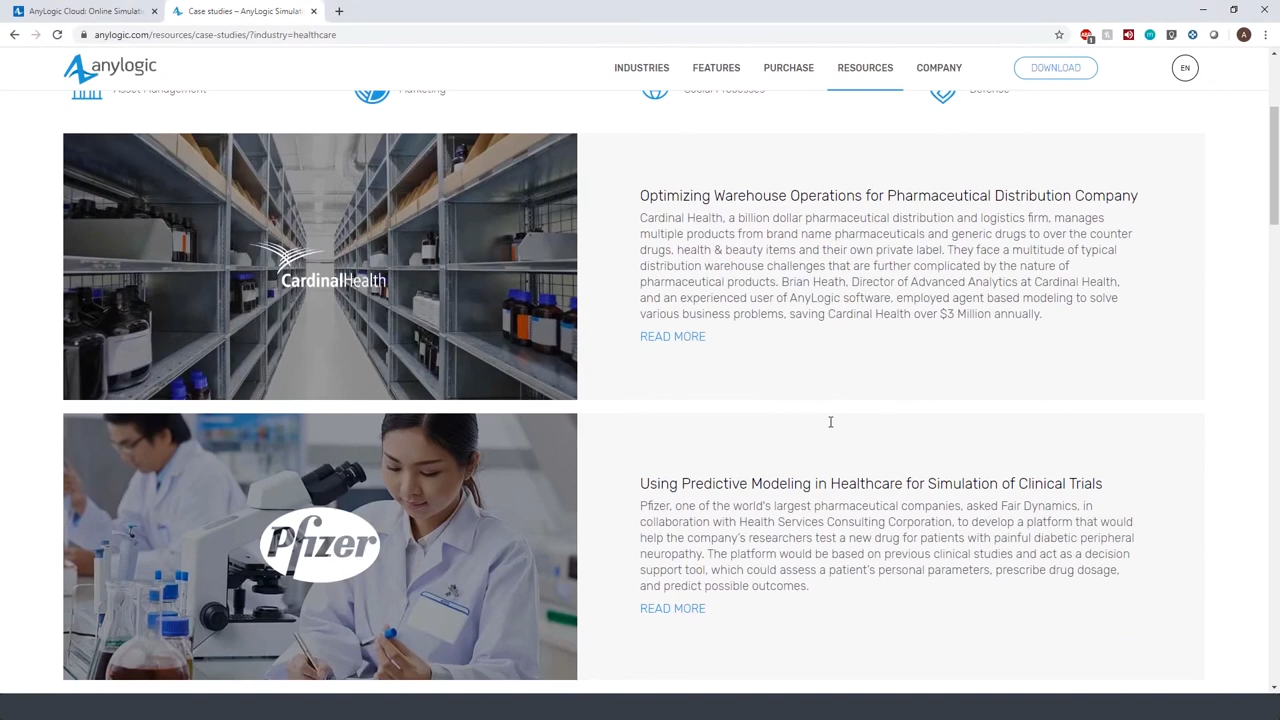 AnyLogic Cloud: Online Simulati
Case studies – AnyLogic Simulat
anylogic.com/resources/case-studies/?industry=healthcare
1
A
anylogic
INDUSTRIES
FEATURES
PURCHASE
RESOURCES
COMPANY
DOWNLOAD
EN
Asset Management
Marketing
Social Processes
Defense
CardinalHealth
Optimizing Warehouse Operations for Pharmaceutical Distribution Company
Cardinal Health, a billion dollar pharmaceutical distribution and logistics firm, manages
multiple products from brand name pharmaceuticals and generic drugs to over the counter
drugs, health & beauty items and their own private label. They face a multitude of typical
distribution warehouse challenges that are further complicated by the nature of
pharmaceutical products. Brian Heath, Director of Advanced Analytics at Cardinal Health,
and an experienced user of AnyLogic software, employed agent based modeling to solve
various business problems, saving Cardinal Health over $3 Million annually.
READ MORE
Pfizer
Using Predictive Modeling in Healthcare for Simulation of Clinical Trials
Pfizer, one of the world's largest pharmaceutical companies, asked Fair Dynamics, in
collaboration with Health Services Consulting Corporation, to develop a platform that would
help the company's researchers test a new drug for patients with painful diabetic peripheral
neuropathy. The platform would be based on previous clinical studies and act as a decision
support tool, which could assess a patient's personal parameters, prescribe drug dosage,
and predict possible outcomes.
READ MORE